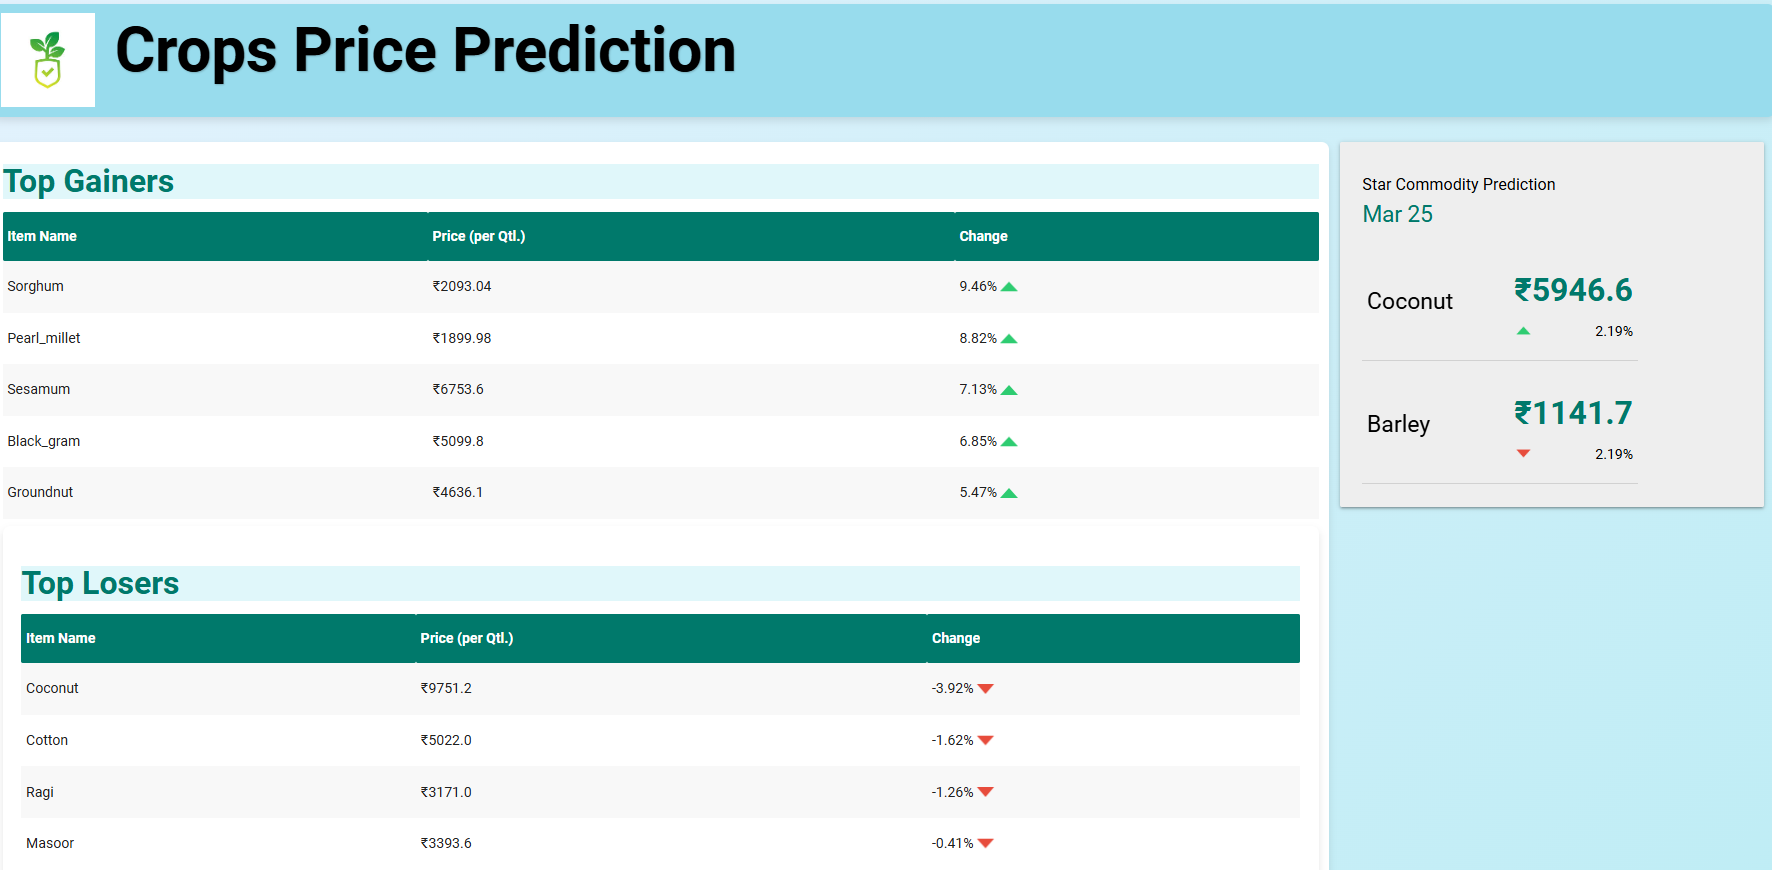 Crops Price Prediction
Top Gainers
Item Name Price (per Qtl.) Change
Sorghum ₹2093.04 9.46%
Pearl_millet ₹1899.98 8.82%
Sesamum ₹6753.6 7.13%
Black_gram ₹5099.8 6.85%
Groundnut ₹4636.1 5.47%
Top Losers
Item Name Price (per Qtl.) Change
Coconut ₹9751.2 -3.92%
Cotton ₹5022.0 -1.62%
Ragi ₹3171.0 -1.26%
Masoor ₹3393.6 -0.41%
Star Commodity Prediction
Mar 25
Coconut ₹5946.6
2.19%
Barley ₹1141.7
2.19%